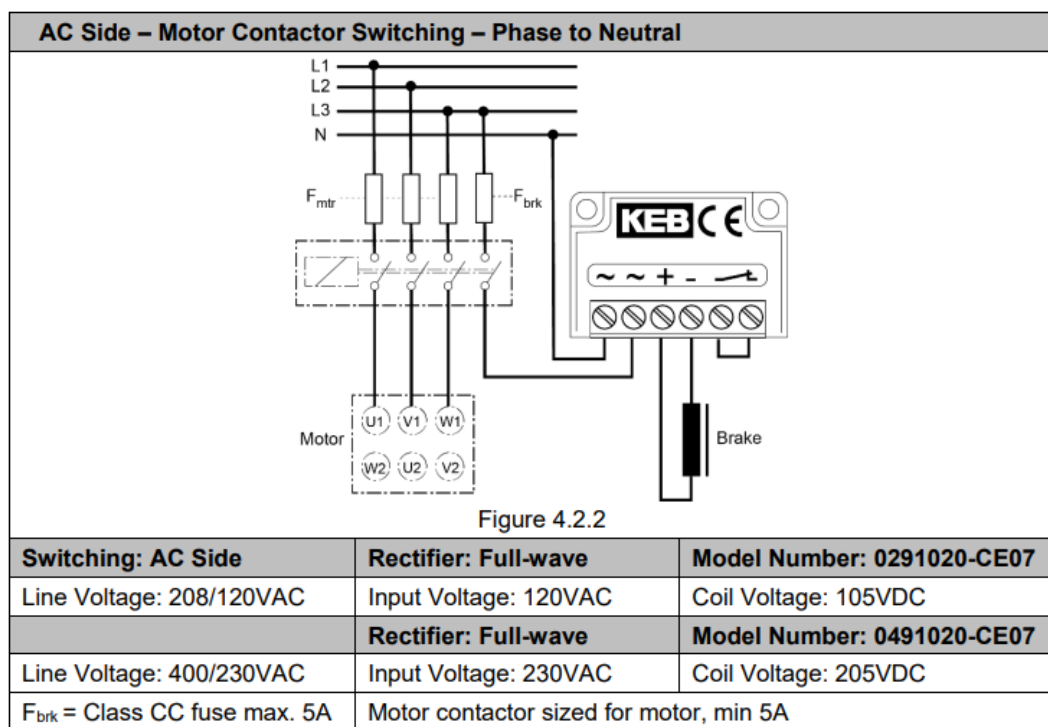 AC Side – Motor Contactor Switching – Phase to Neutral
L1
L2
L3
N
Fmtr
Fbrk
KEB CE
~ ~ + -
U1 V1 W1
Motor
W2 U2 V2
Brake
Figure 4.2.2
Switching: AC Side Rectifier: Full-wave Model Number: 0291020-CE07
Line Voltage: 208/120VAC Input Voltage: 120VAC Coil Voltage: 105VDC
Rectifier: Full-wave Model Number: 0491020-CE07
Line Voltage: 400/230VAC Input Voltage: 230VAC Coil Voltage: 205VDC
Fbrk = Class CC fuse max. 5A Motor contactor sized for motor, min 5A